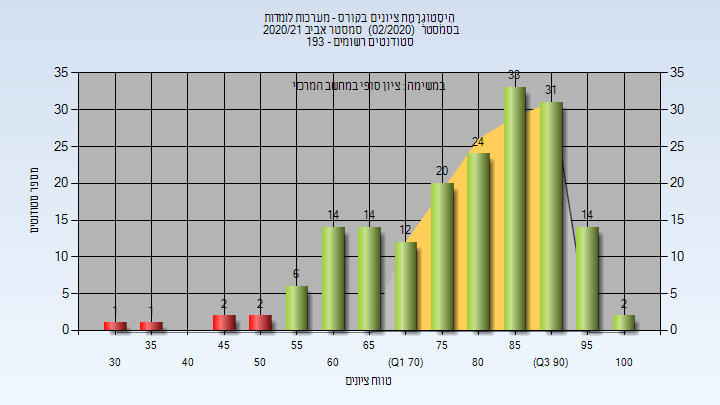 היסטוגרמת ציונים בקורס - מערכות לומדות
בסמסטר (02/2020) סמסטר אביב 2020/21
סטודנטים רשומים - 193
במשימה: ציון סופי במחשב המרכזי
מספר סטודנטים
35 35
30 30
25 25
20 20
15 15
10 10
5 5
0 0
1 1 2 2 6 14 14 12 20 24 33 31 14 2
35 45 55 65 75 85 95
30 40 50 60 (Q1 70) 80 (Q3 90) 100
טווח ציונים